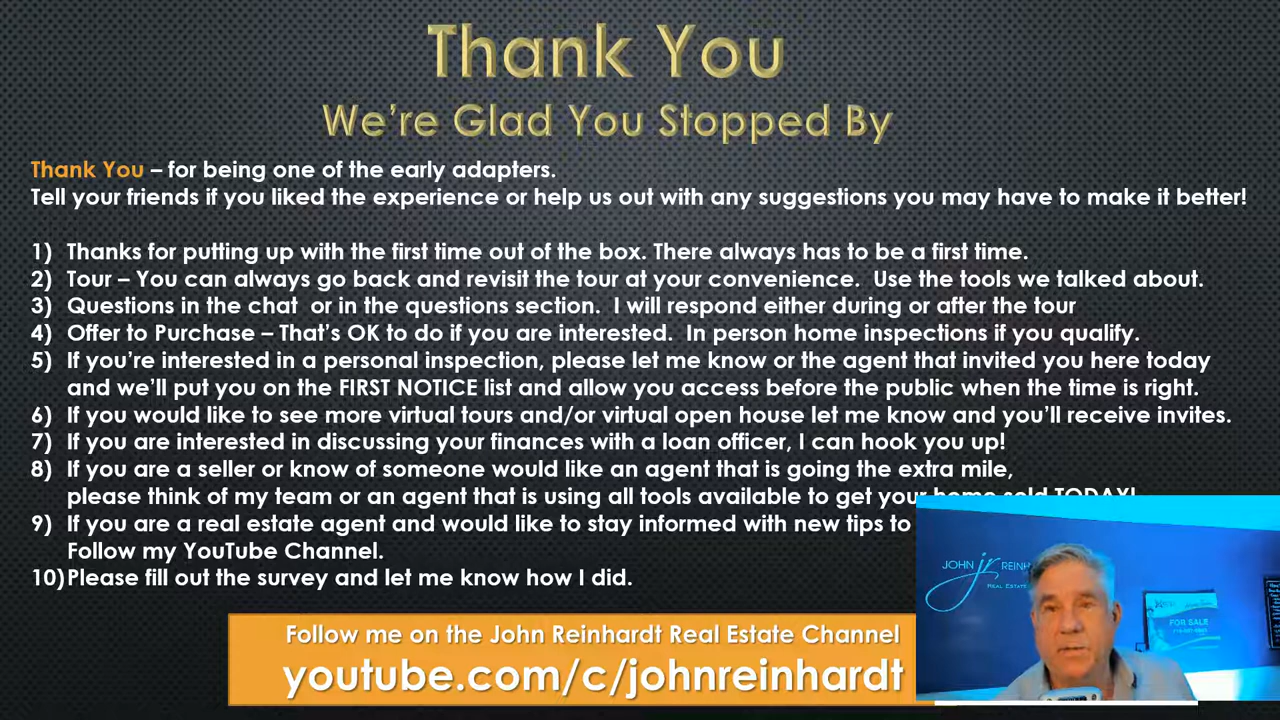 Thank You
We're Glad You Stopped By
Thank You – for being one of the early adapters.
Tell your friends if you liked the experience or help us out with any suggestions you may have to make it better!
1) Thanks for putting up with the first time out of the box. There always has to be a first time.
2) Tour – You can always go back and revisit the tour at your convenience. Use the tools we talked about.
3) Questions in the chat or in the questions section. I will respond either during or after the tour
4) Offer to Purchase – That's OK to do if you are interested. In person home inspections if you qualify.
5) If you're interested in a personal inspection, please let me know or the agent that invited you here today
and we'll put you on the FIRST NOTICE list and allow you access before the public when the time is right.
6) If you would like to see more virtual tours and/or virtual open house let me know and you'll receive invites.
7) If you are interested in discussing your finances with a loan officer, I can hook you up!
8) If you are a seller or know of someone would like an agent that is going the extra mile,
please think of my team or an agent that is using all tools available to get your home sold TODAY!
9) If you are a real estate agent and would like to stay informed with new tips to
Follow my YouTube Channel.
10)Please fill out the survey and let me know how I did.
Follow me on the John Reinhardt Real Estate Channel
youtube.com/c/johnreinhardt
JOHN jr REINH
REAL ESTATE
FOR SALE